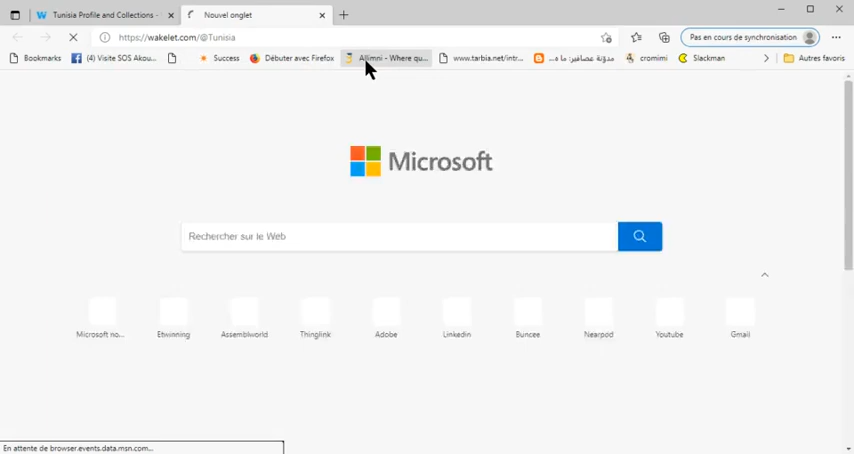 Tunisia Profile and Collections - Nouvel onglet
https://wakelet.com/@Tunisia Pas en cours de synchronisation
Bookmarks (4) Visite SOS Akou... Success Débuter avec Firefox Allimni - Where qu... www.tarbia.net/intr... مدوّنة عصافير: ما ه... cromimi Slackman Autres favoris
Microsoft
Rechercher sur le Web
Microsoft no... Etwinning Assemblrworld Thinglink Adobe Linkedin Buncee Nearpod Youtube Gmail
En attente de browser.events.data.msn.com...